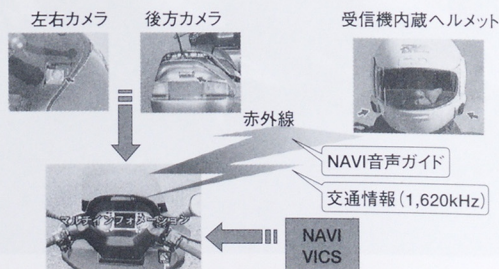 左右カメラ
後方カメラ
受信機内蔵ヘルメット
赤外線
NAVI音声ガイド
交通情報(1,620kHz)
マルチインフォメーション
NAVI
VICS